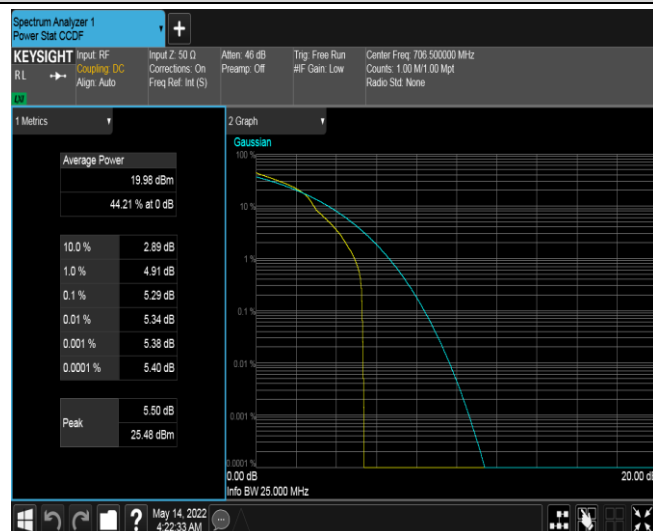 Spectrum Analyzer 1
Power Stat CCDF
KEYSIGHT
RL
Input: RF
Coupling: DC
Align: Auto
Input Z: 50 Ω
Corrections: On
Freq Ref: Int (S)
Atten: 46 dB
Preamp: Off
Trig: Free Run
#IF Gain: Low
Center Freq: 706.500000 MHz
Counts: 1.00 M/1.00 Mpt
Radio Std: None
1 Metrics
Average Power
19.98 dBm
44.21 % at 0 dB
10.0 % 2.89 dB
1.0 % 4.91 dB
0.1 % 5.29 dB
0.01 % 5.34 dB
0.001 % 5.38 dB
0.0001 % 5.40 dB
Peak
5.50 dB
25.48 dBm
2 Graph
Gaussian
100 %
10 %
1 %
0.1 %
0.01 %
0.001 %
0.0001 %
0.00 dB
20.00 dB
Info BW 25.000 MHz
?
May 14, 2022
4:22:33 AM